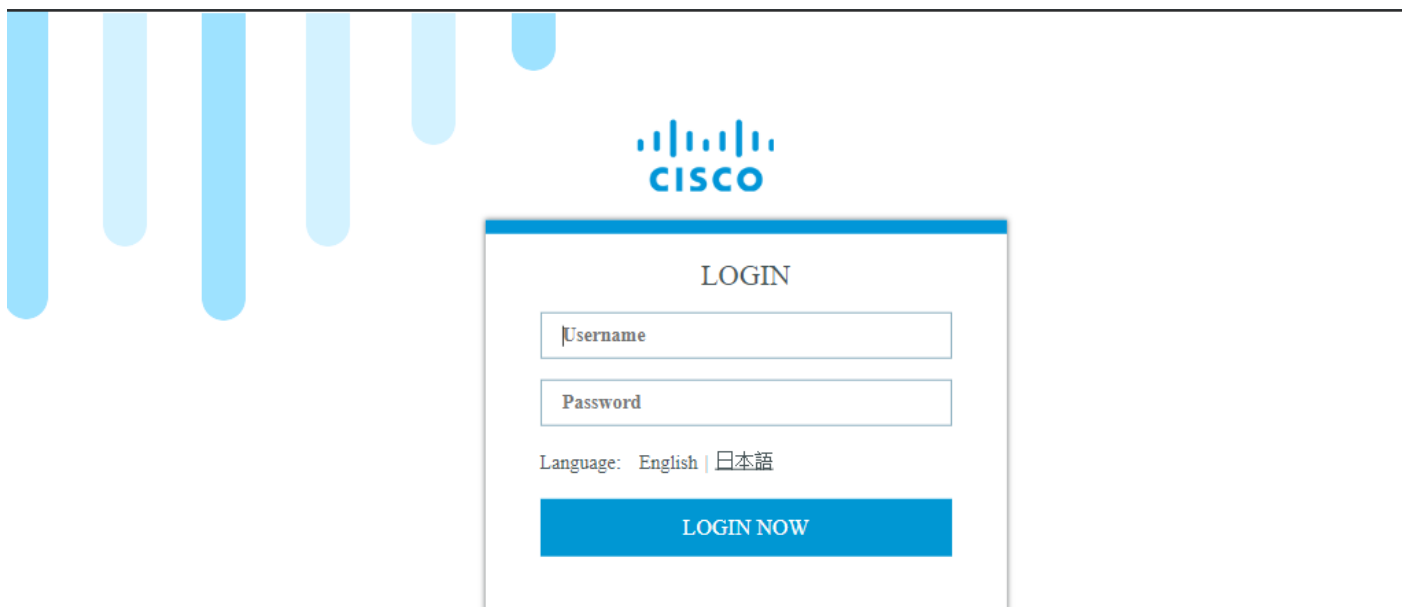 CISCO
LOGIN
Username
Password
Language: English | 日本語
LOGIN NOW